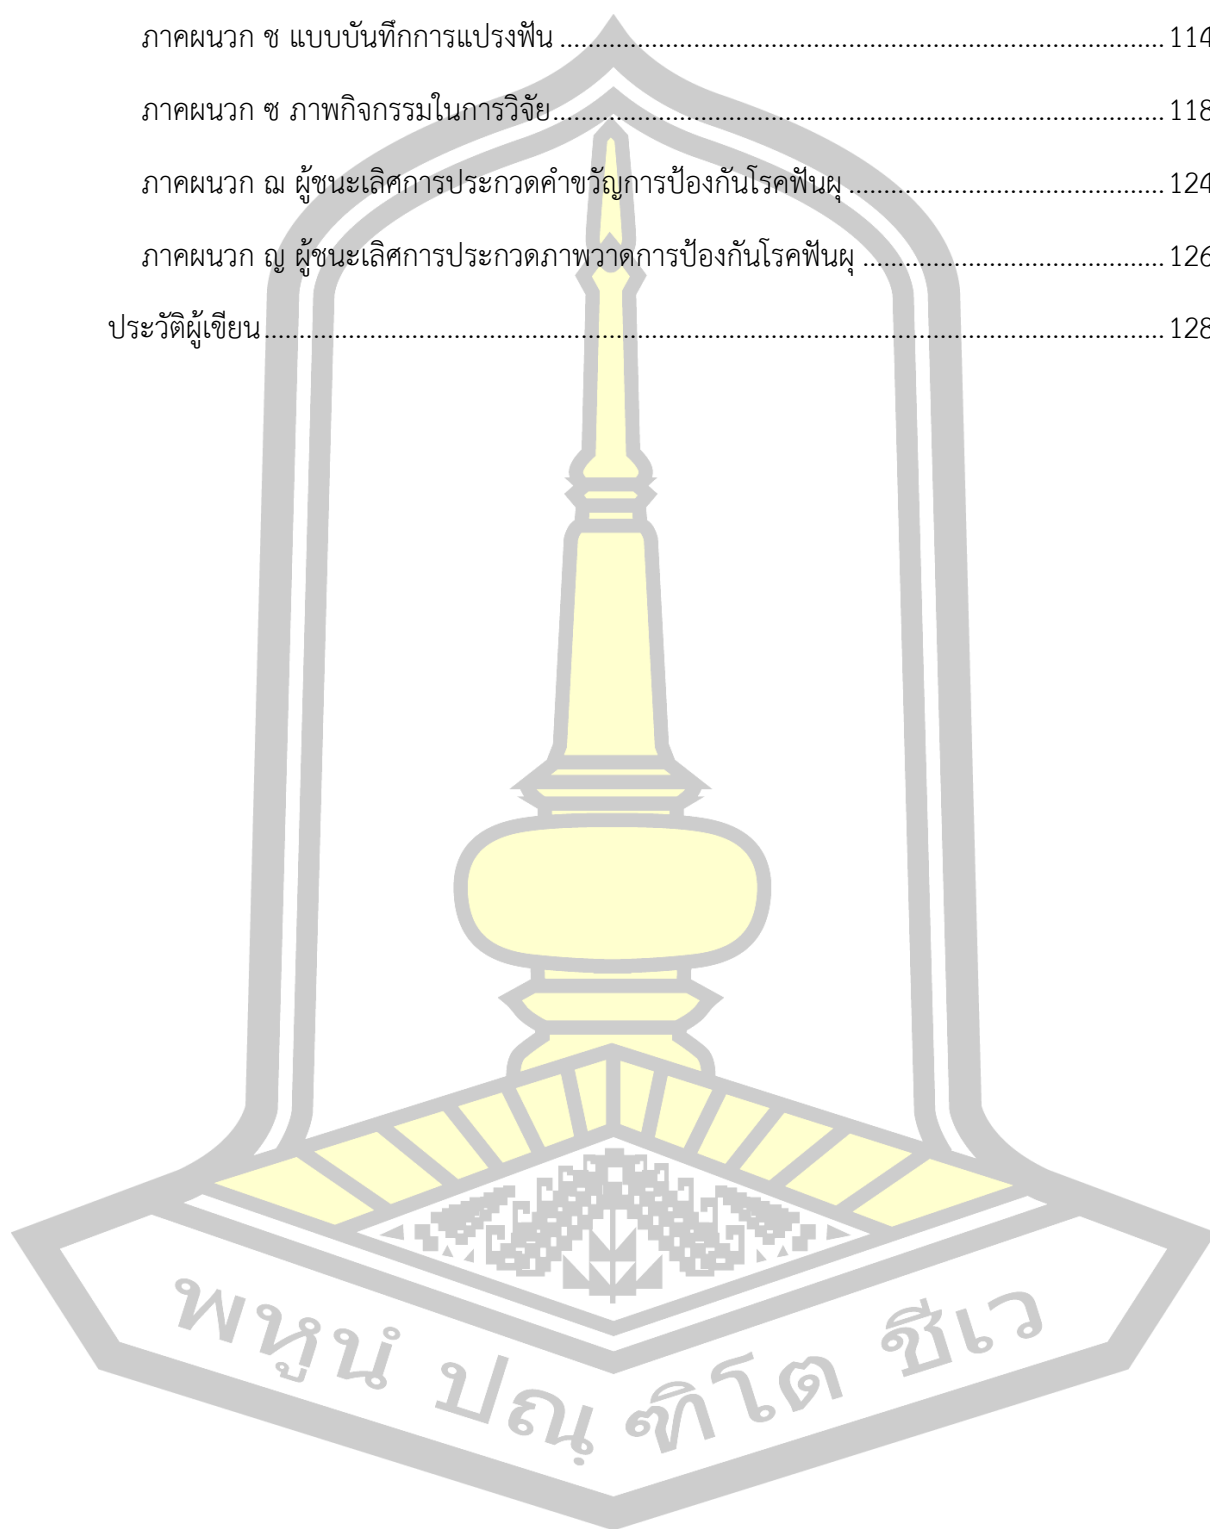 ภาคผนวก ช แบบบันทึกการแปรงฟัน ........................................................................................ 114
ภาคผนวก ซ ภาพกิจกรรมในการวิจัย ........................................................................................ 118
ภาคผนวก ฌ ผู้ชนะเลิศการประกวดคำขวัญการป้องกันโรคฟันผุ .............................................. 124
ภาคผนวก ญ ผู้ชนะเลิศการประกวดภาพวาดการป้องกันโรคฟันผุ ............................................ 126
ประวัติผู้เขียน ................................................................................................................................ 128
พหูนํ ปณฺฑิโต ชีเว